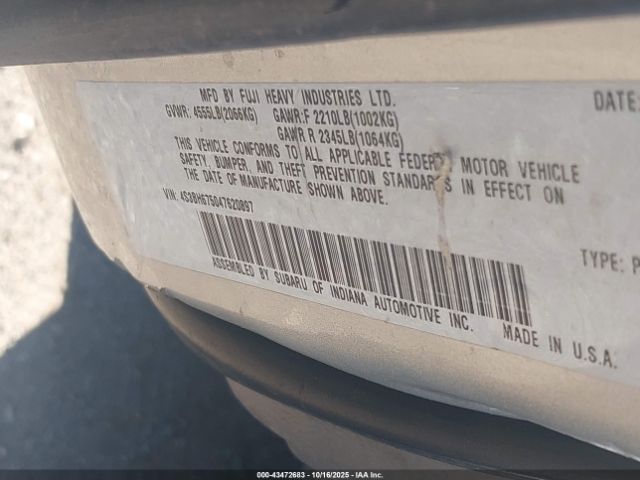 MFD BY FUJI HEAVY INDUSTRIES LTD.
DATE:
GVWR: 4555LB(2066KG) GAWR:F 2210LB(1002KG)
GAWR R 2345LB(1064KG)
THIS VEHICLE CONFORMS TO ALL APPLICABLE FEDERAL MOTOR VEHICLE
SAFETY, BUMPER, AND THEFT PREVENTION STANDARDS IN EFFECT ON
THE DATE OF MANUFACTURE SHOWN ABOVE.
VIN: 4S3BH675047620897
TYPE: P
ASSEMBLED BY SUBARU OF INDIANA AUTOMOTIVE INC.
MADE IN U.S.A.
000-43472683 - 10/16/2025 - IAA Inc.